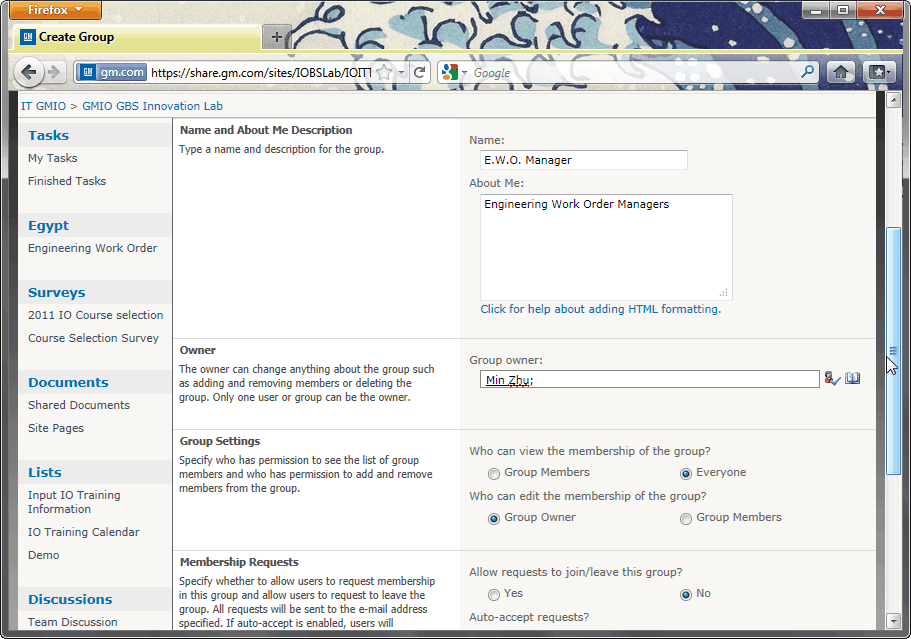 Firefox
GM Create Group
GM gm.com https://share.gm.com/sites/IOBSLab/IOITI Google
IT GMIO > GMIO GBS Innovation Lab
Tasks
My Tasks
Finished Tasks
Egypt
Engineering Work Order
Surveys
2011 IO Course selection
Course Selection Survey
Documents
Shared Documents
Site Pages
Lists
Input IO Training
Information
IO Training Calendar
Demo
Discussions
Team Discussion
Name and About Me Description
Type a name and description for the group.
Name:
E.W.O. Manager
About Me:
Engineering Work Order Managers
Click for help about adding HTML formatting.
Owner
The owner can change anything about the group such
as adding and removing members or deleting the
group. Only one user or group can be the owner.
Group owner:
Min Zhu;
Group Settings
Specify who has permission to see the list of group
members and who has permission to add and remove
members from the group.
Who can view the membership of the group?
Group Members Everyone
Who can edit the membership of the group?
Group Owner Group Members
Membership Requests
Specify whether to allow users to request membership
in this group and allow users to request to leave the
group. All requests will be sent to the e-mail address
specified. If auto-accept is enabled, users will
Allow requests to join/leave this group?
Yes No
Auto-accept requests?